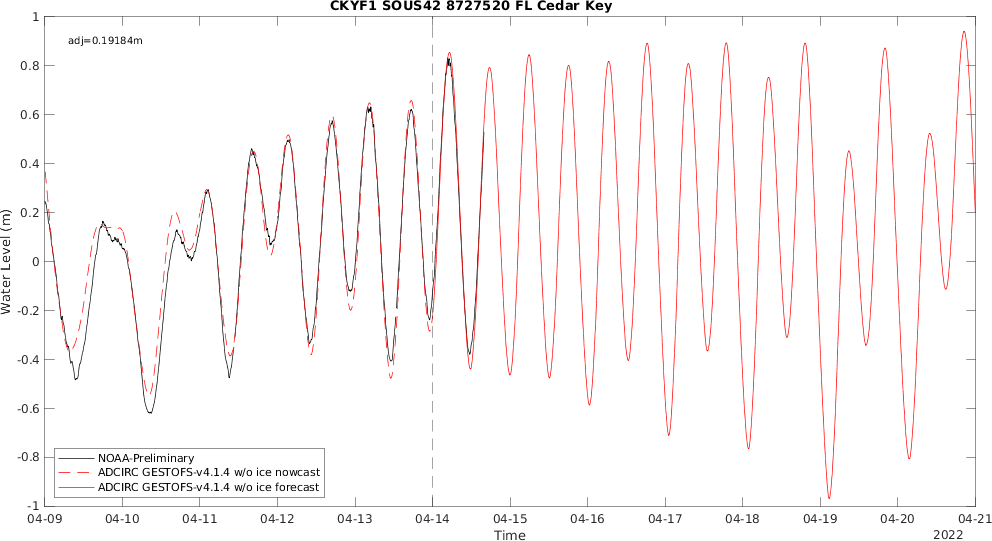 CKYF1 SOUS42 8727520 FL Cedar Key
adj=0.19184m
Water Level (m)
1
0.8
0.6
0.4
0.2
0
-0.2
-0.4
-0.6
-0.8
-1
NOAA-Preliminary
ADCIRC GESTOFS-v4.1.4 w/o ice nowcast
ADCIRC GESTOFS-v4.1.4 w/o ice forecast
04-09 04-10 04-11 04-12 04-13 04-14 04-15 04-16 04-17 04-18 04-19 04-20 04-21
Time
2022